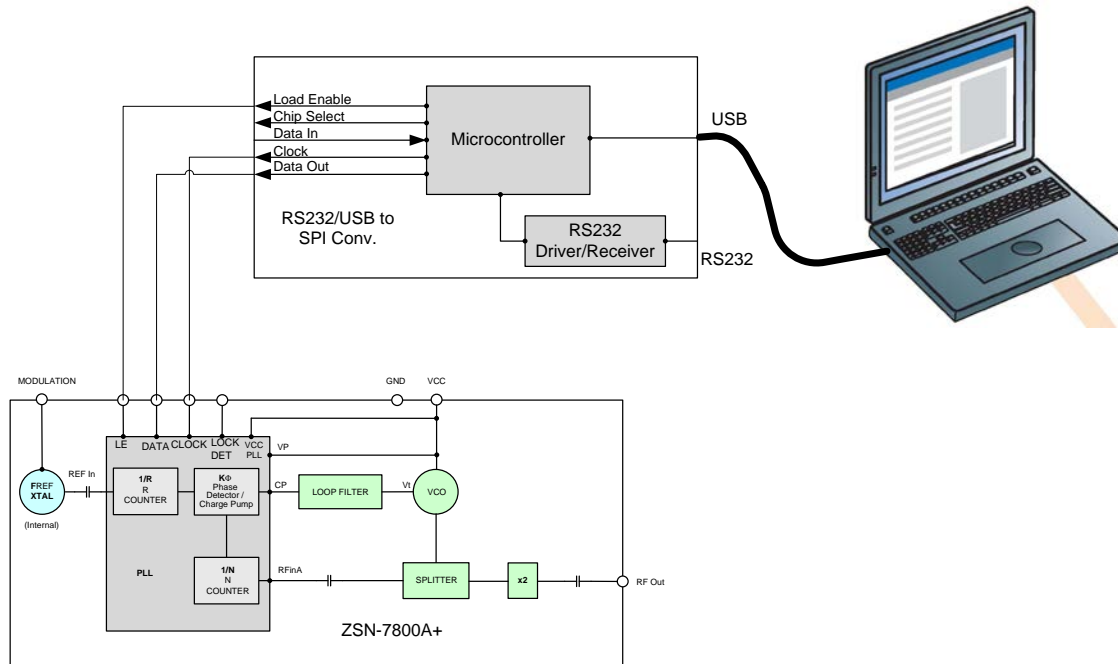 Load Enable
Chip Select
Data In
Clock
Data Out
Microcontroller
USB
RS232/USB to
SPI Conv.
RS232
Driver/Receiver
RS232
MODULATION
GND
VCC
LE
DATA
CLOCK
LOCK
DET
VCC
PLL
VP
REF In
FREF
XTAL
(Internal)
1/R
R
COUNTER
KΦ
Phase
Detector /
Charge Pump
CP
LOOP FILTER
Vt
VCO
PLL
1/N
N
COUNTER
RFinA
SPLITTER
x2
RF Out
ZSN-7800A+